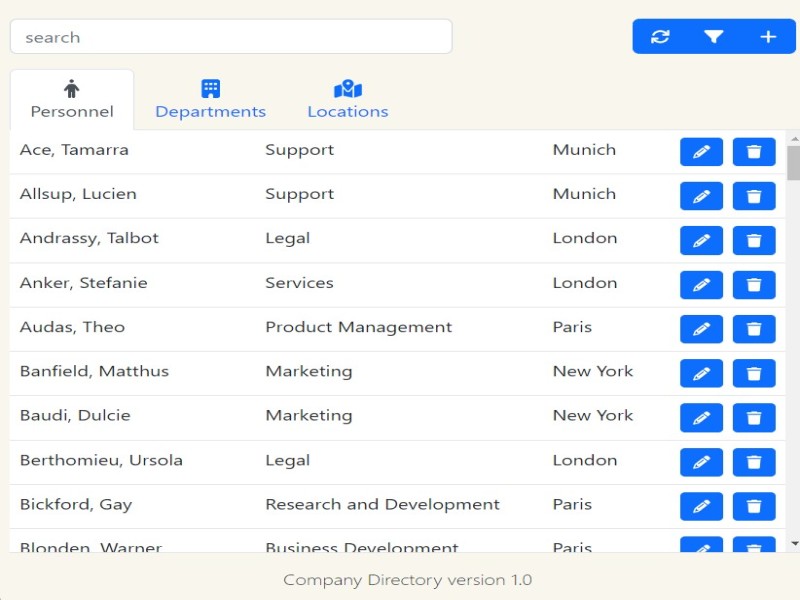 search
Personnel Departments Locations
Ace, Tamarra Support Munich
Allsup, Lucien Support Munich
Andrassy, Talbot Legal London
Anker, Stefanie Services London
Audas, Theo Product Management Paris
Banfield, Matthus Marketing New York
Baudi, Dulcie Marketing New York
Berthomieu, Ursola Legal London
Bickford, Gay Research and Development Paris
Blonden, Warner Business Development Paris
Company Directory version 1.0